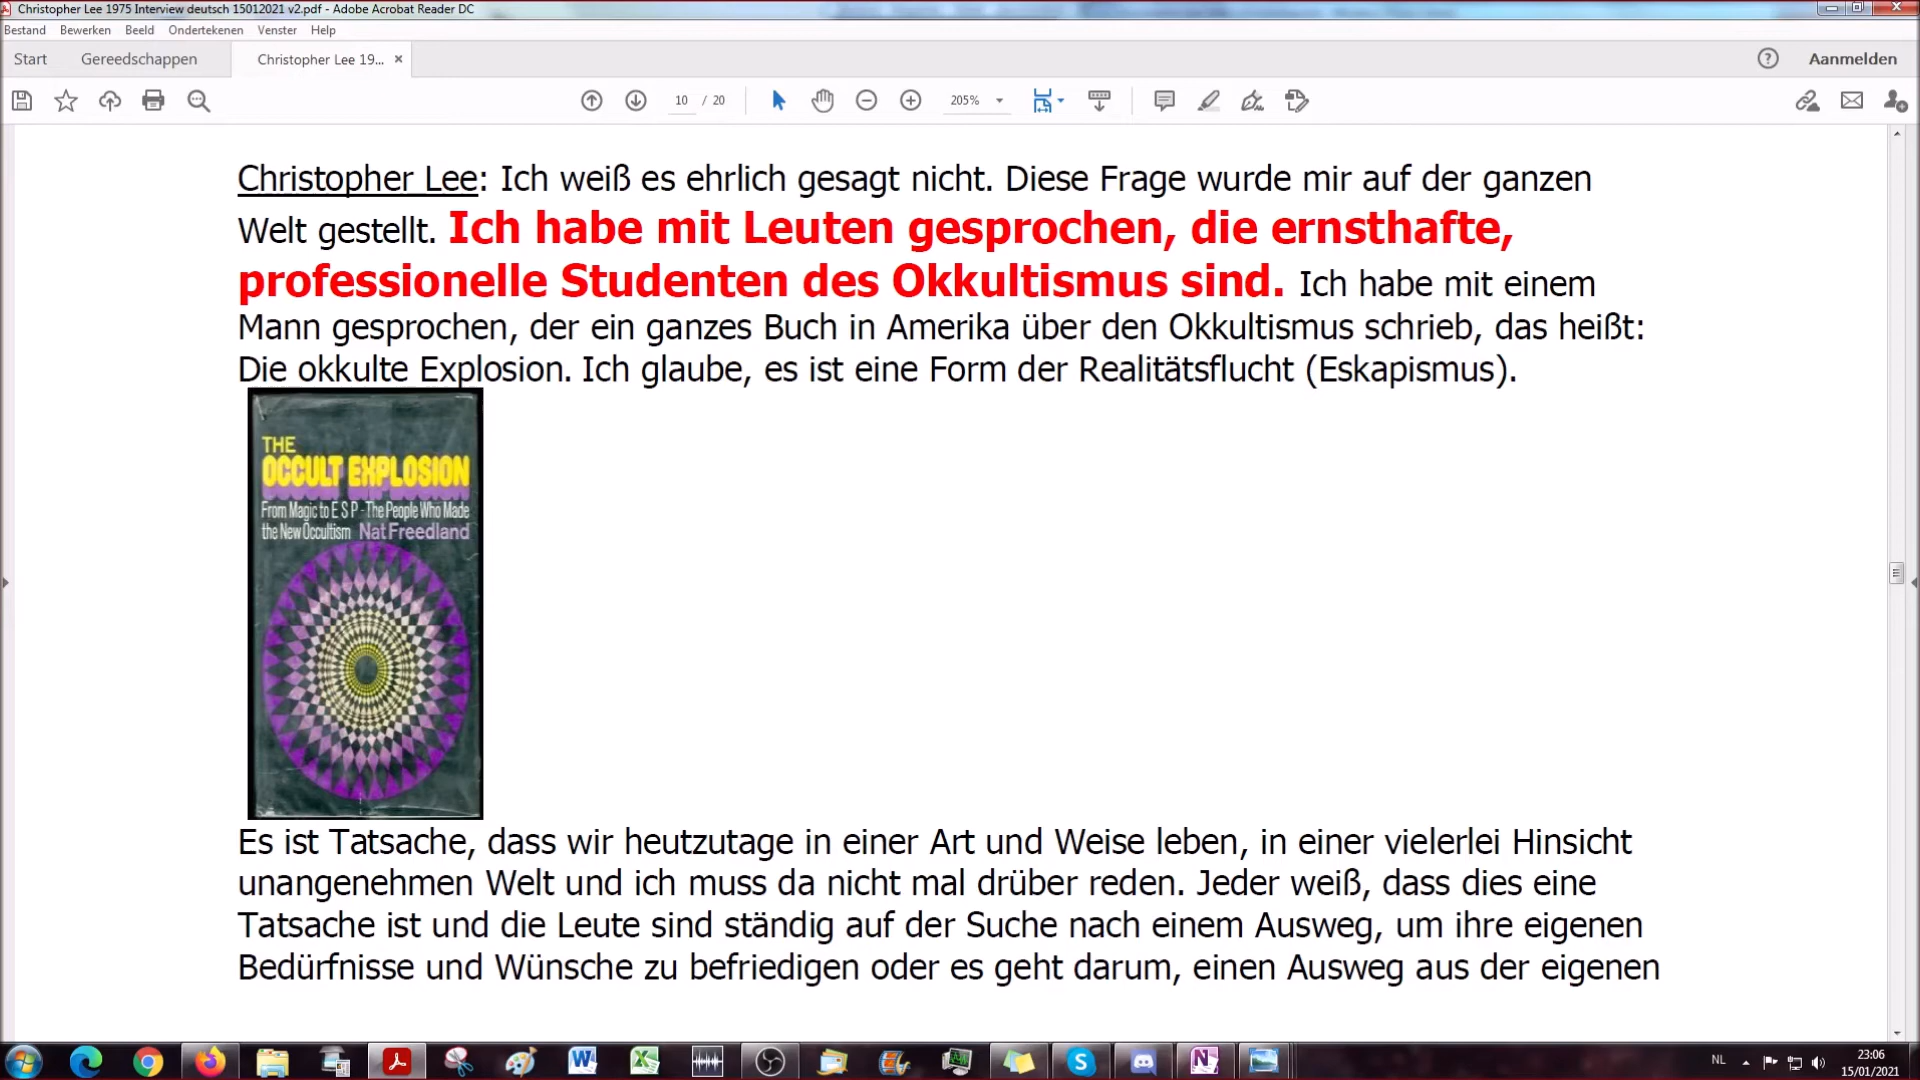 Christopher Lee 1975 Interview deutsch 15012021 v2.pdf - Adobe Acrobat Reader DC
Bestand Bewerken Beeld Ondertekenen Venster Help
Start Gereedschappen Christopher Lee 19... Aanmelden
10 / 20 205%
Christopher Lee: Ich weiß es ehrlich gesagt nicht. Diese Frage wurde mir auf der ganzen
Welt gestellt. Ich habe mit Leuten gesprochen, die ernsthafte,
professionelle Studenten des Okkultismus sind. Ich habe mit einem
Mann gesprochen, der ein ganzes Buch in Amerika über den Okkultismus schrieb, das heißt:
Die okkulte Explosion. Ich glaube, es ist eine Form der Realitätsflucht (Eskapismus).
THE
OCCULT EXPLOSION
From Magic to E S P - The People Who Made
the New Occultism Nat Freedland
Es ist Tatsache, dass wir heutzutage in einer Art und Weise leben, in einer vielerlei Hinsicht
unangenehmen Welt und ich muss da nicht mal drüber reden. Jeder weiß, dass dies eine
Tatsache ist und die Leute sind ständig auf der Suche nach einem Ausweg, um ihre eigenen
Bedürfnisse und Wünsche zu befriedigen oder es geht darum, einen Ausweg aus der eigenen
NL 23:06
15/01/2021